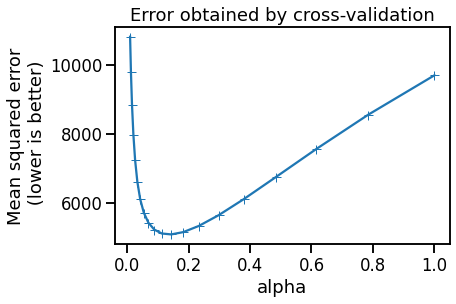 Error obtained by cross-validation
Mean squared error
(lower is better)
10000
8000
6000
0.0 0.2 0.4 0.6 0.8 1.0
alpha